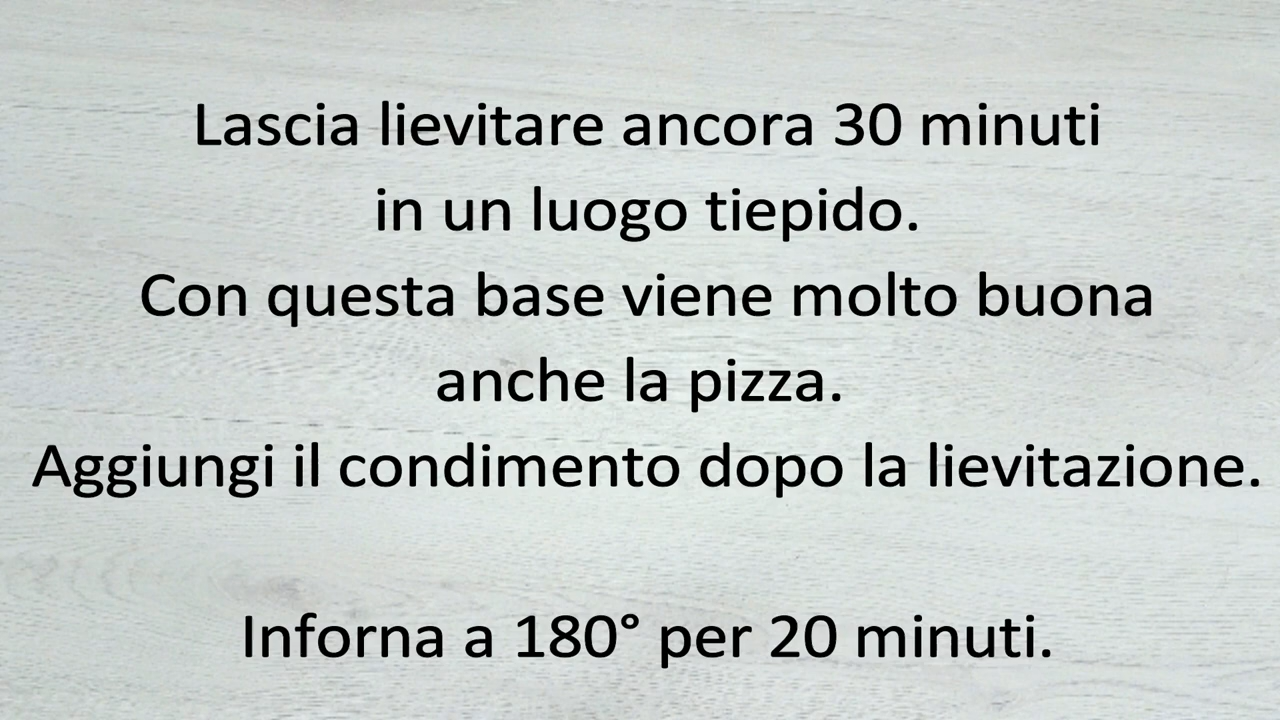 Lascia lievitare ancora 30 minuti
in un luogo tiepido.
Con questa base viene molto buona
anche la pizza.
Aggiungi il condimento dopo la lievitazione.
Inforna a 180° per 20 minuti.